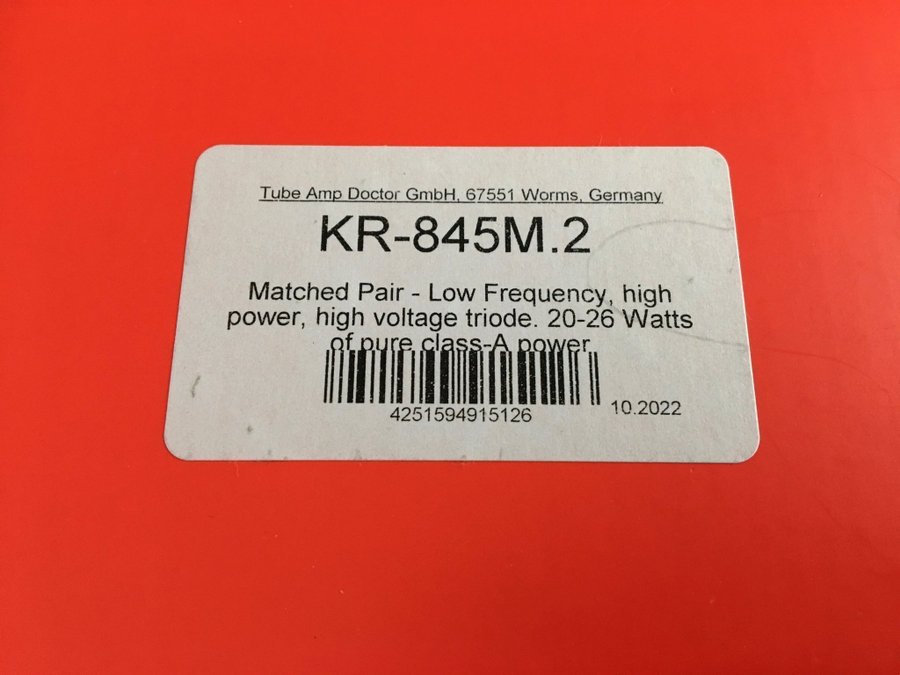 Tube Amp Doctor GmbH, 67551 Worms, Germany
KR-845M.2
Matched Pair - Low Frequency, high
power, high voltage triode. 20-26 Watts
of pure class-A power
4251594915126
10.2022